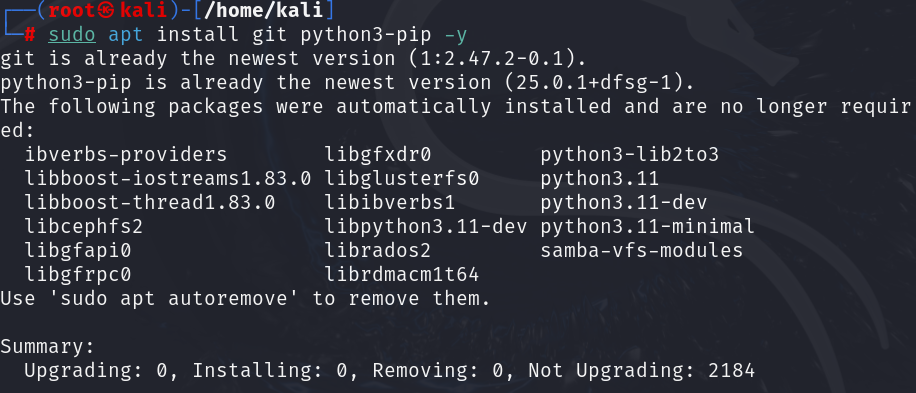 ┌──(root㉿kali)-[/home/kali]
└─# sudo apt install git python3-pip -y
git is already the newest version (1:2.47.2-0.1).
python3-pip is already the newest version (25.0.1+dfsg-1).
The following packages were automatically installed and are no longer requir
ed:
  ibverbs-providers        libgfxdr0         python3-lib2to3
  libboost-iostreams1.83.0 libglusterfs0     python3.11
  libboost-thread1.83.0    libibverbs1       python3.11-dev
  libcephfs2               libpython3.11-dev python3.11-minimal
  libgfapi0                librados2         samba-vfs-modules
  libgfrpc0                librdmacm1t64
Use 'sudo apt autoremove' to remove them.

Summary:
  Upgrading: 0, Installing: 0, Removing: 0, Not Upgrading: 2184